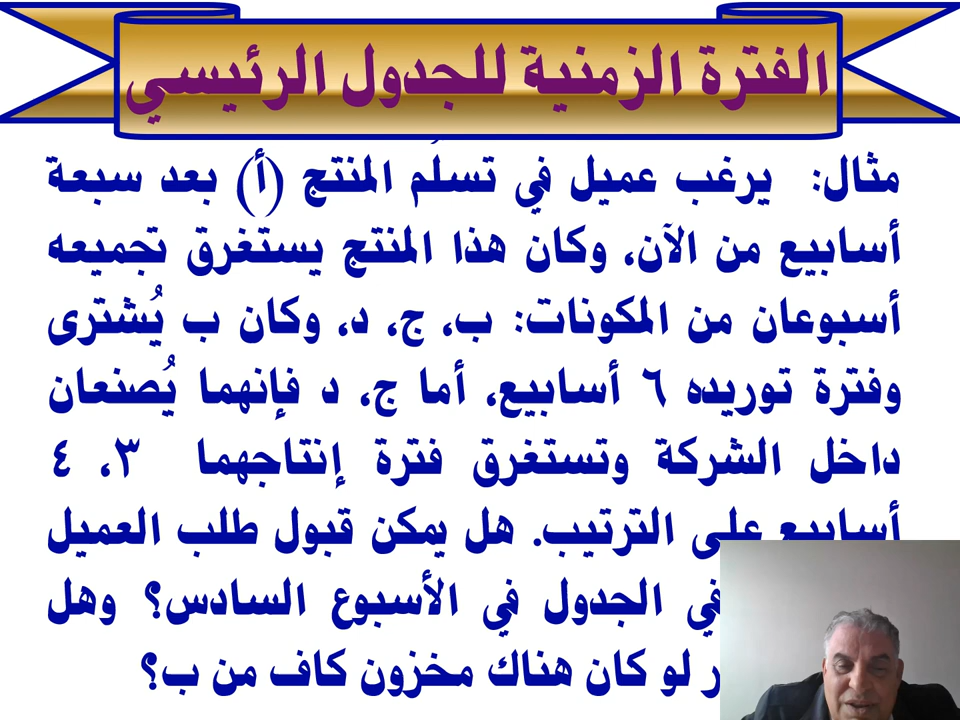 الفترة الزمنية للجدول الرئيسي
مثال: يرغب عميل في تسلُم المنتج (أ) بعد سبعة
أسابيع من الآن، وكان هذا المنتج يستغرق تجميعه
أسبوعان من المكونات: ب، ج، د، وكان ب يُشترى
وفترة توريده ٦ أسابيع، أما ج، د فإنهما يُصنعان
داخل الشركة وتستغرق فترة إنتاجهما ٣، ٤
أسابيع على الترتيب. هل يمكن قبول طلب العميل
في الجدول في الأسبوع السادس؟ وهل
لو كان هناك مخزون كاف من ب؟